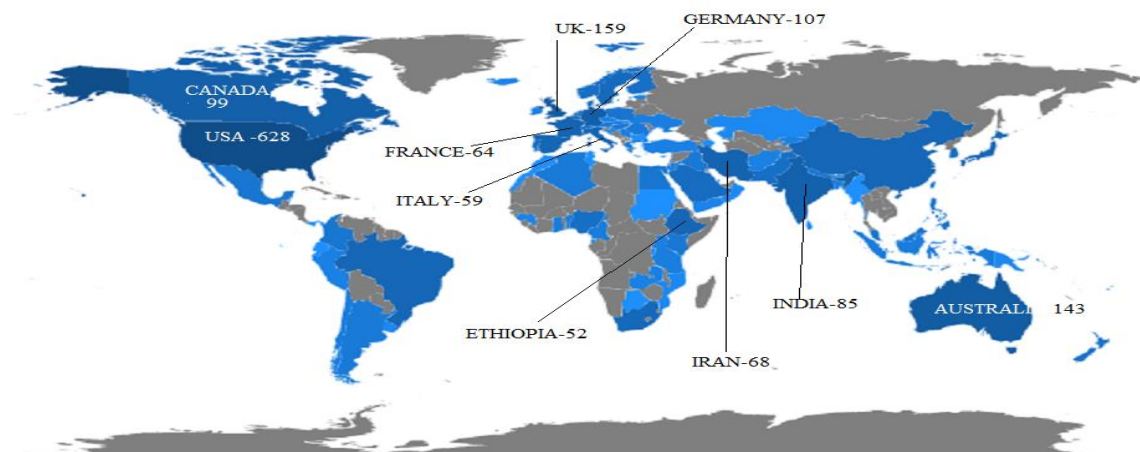 UK-159
GERMANY-107
CANADA
99
USA -628
FRANCE-64
ITALY-59
ETHIOPIA-52
INDIA-85
IRAN-68
AUSTRALI 143